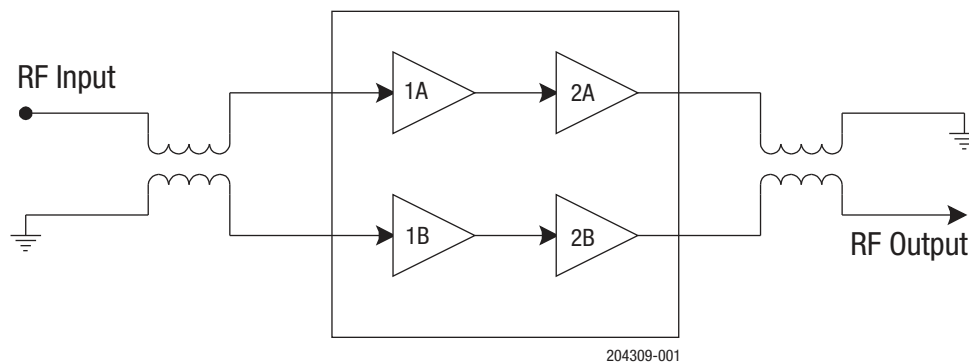 RF Input
1A
2A
1B
2B
RF Output
204309-001